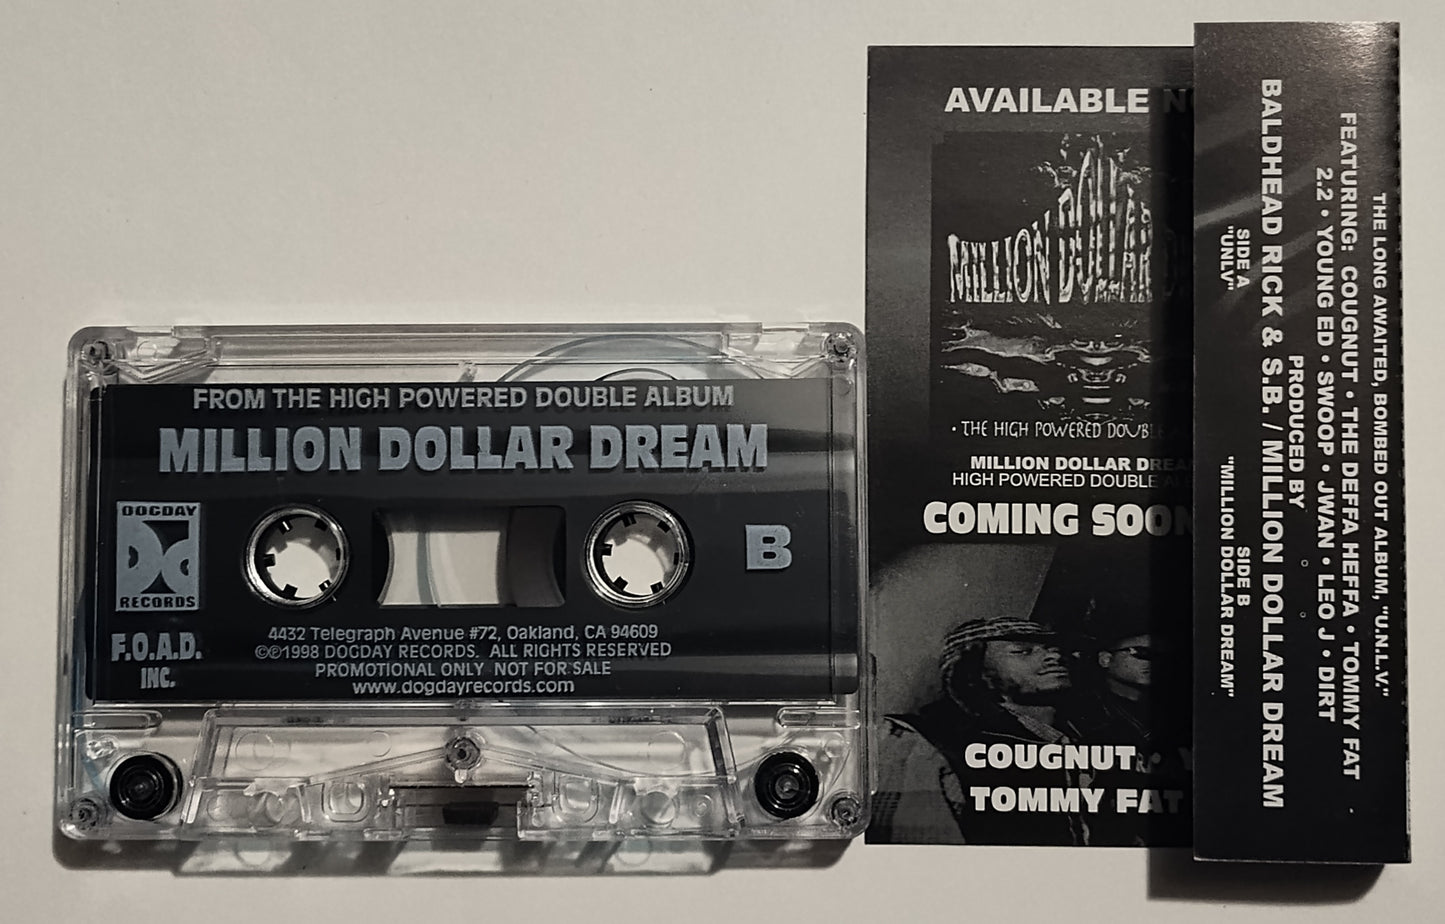 FROM THE HIGH POWERED DOUBLE ALBUM
MILLION DOLLAR DREAM
DOGDAY
RECORDS
B
F.O.A.D.
INC.
4432 Telegraph Avenue #72, Oakland, CA 94609
©℗1998 DOGDAY RECORDS. ALL RIGHTS RESERVED
PROMOTIONAL ONLY NOT FOR SALE
www.dogdayrecords.com
AVAILABLE
MILLION DOLLAR
• THE HIGH POWERED DOUBLE
MILLION DOLLAR DREAM
HIGH POWERED DOUBLE
COMING SOON
COUGNUT
TOMMY FAT
THE LONG AWAITED, BOMBED OUT ALBUM, "U.N.L.V."
FEATURING: COUGNUT • THE DEFFA HEFFA • TOMMY FAT
2.2 • YOUNG ED • SWOOP • JWAN • LEO J • DIRT
PRODUCED BY
BALDHEAD RICK & S.B. / MILLION DOLLAR DREAM
SIDE A
"UNLV"
SIDE B
"MILLION DOLLAR DREAM"